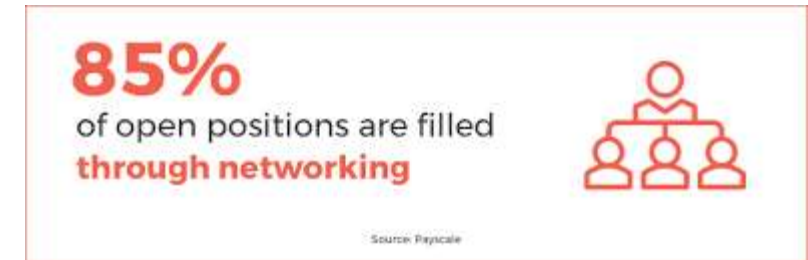 85%
of open positions are filled
through networking
Source: Payscale